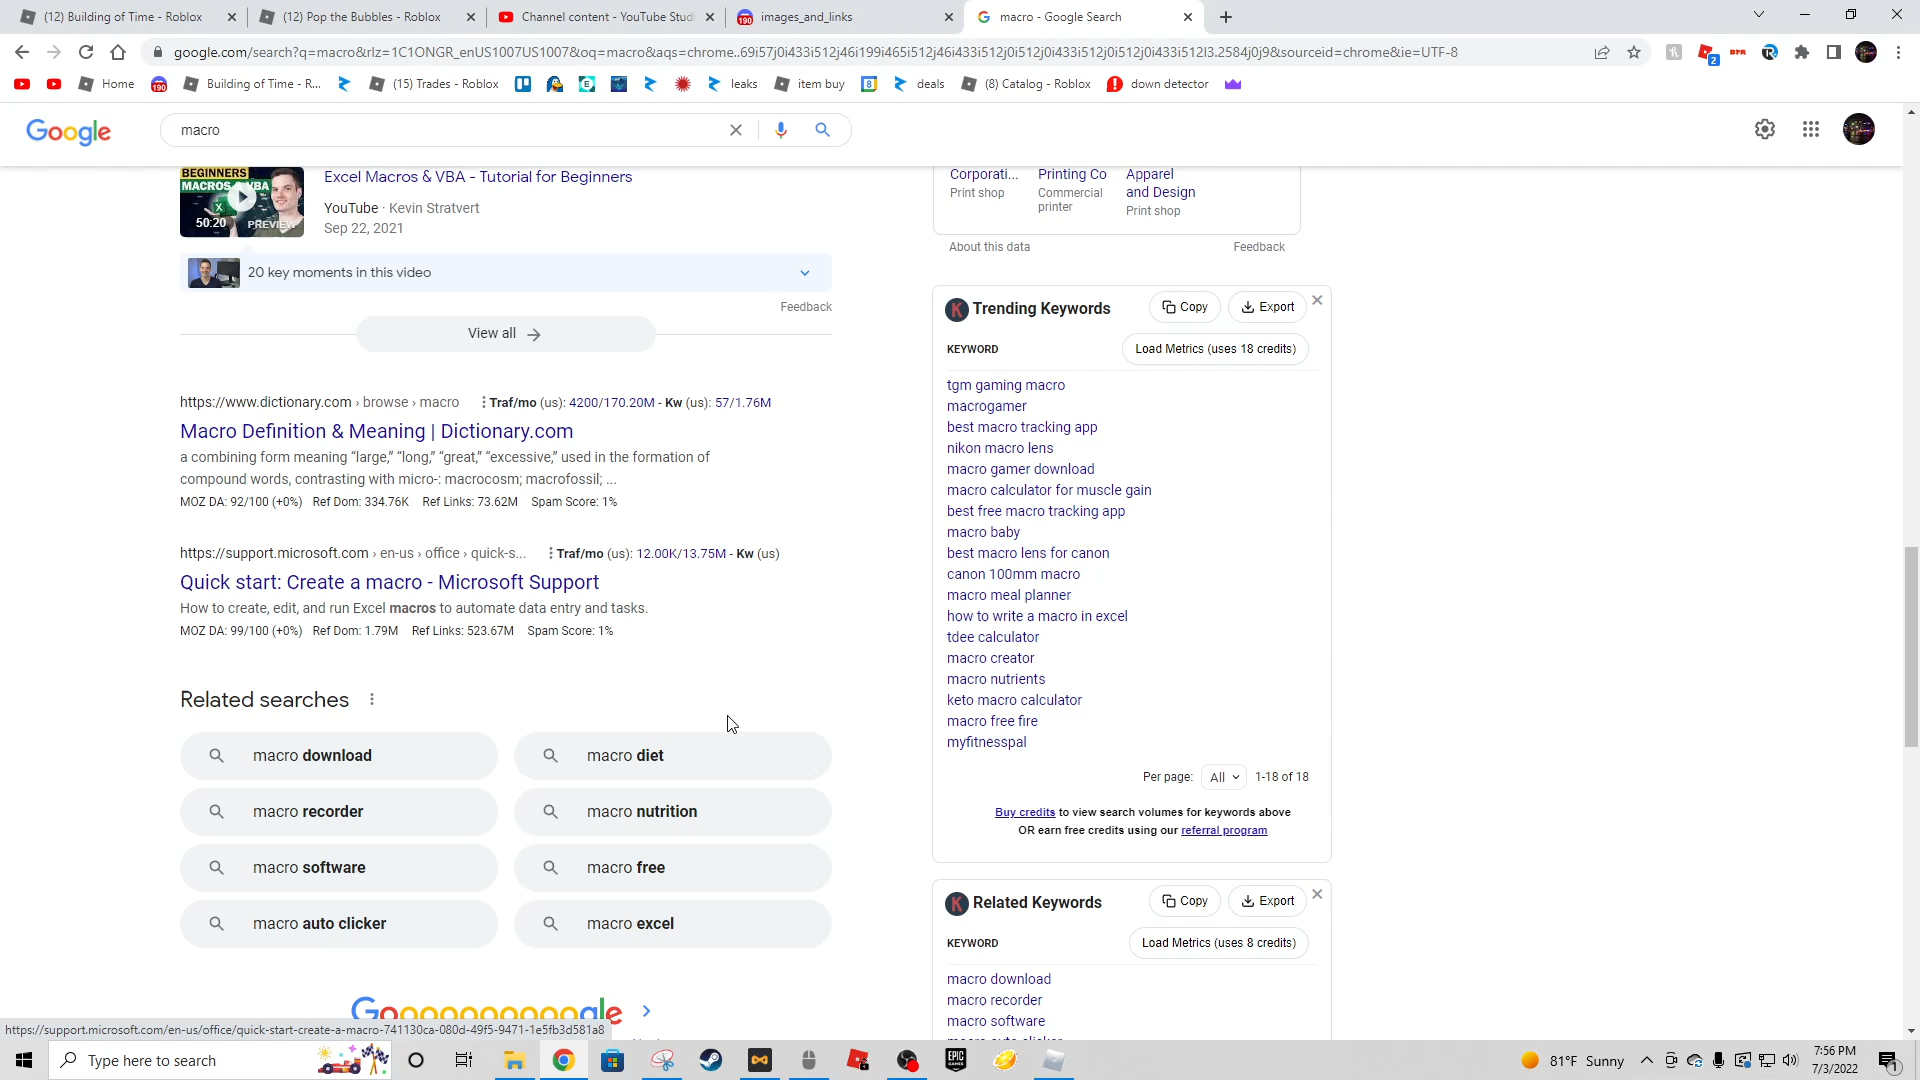 (12) Building of Time - Roblox
(12) Pop the Bubbles - Roblox
Channel content - YouTube Studi
images_and_links
macro - Google Search
google.com/search?q=macro&rlz=1C1ONGR_enUS1007US1007&oq=macro&aqs=chrome..69i57j0i433i512j46i199i465i512j46i433i512j0i512j0i433i512j0i512j0i433i512l3.2584j0j9&sourceid=chrome&ie=UTF-8
Home
Building of Time - R...
(15) Trades - Roblox
leaks
item buy
deals
(8) Catalog - Roblox
down detector
Google
macro
BEGINNERS
MACROS & VBA
50:20
PREVIEW
Excel Macros & VBA - Tutorial for Beginners
YouTube · Kevin Stratvert
Sep 22, 2021
20 key moments in this video
Feedback
View all
https://www.dictionary.com › browse › macro
Traf/mo (us): 4200/170.20M - Kw (us): 57/1.76M
Macro Definition & Meaning | Dictionary.com
a combining form meaning “large,” “long,” “great,” “excessive,” used in the formation of
compound words, contrasting with micro-: macrocosm; macrofossil; ...
MOZ DA: 92/100 (+0%) Ref Dom: 334.76K Ref Links: 73.62M Spam Score: 1%
https://support.microsoft.com › en-us › office › quick-s...
Traf/mo (us): 12.00K/13.75M - Kw (us)
Quick start: Create a macro - Microsoft Support
How to create, edit, and run Excel macros to automate data entry and tasks.
MOZ DA: 99/100 (+0%) Ref Dom: 1.79M Ref Links: 523.67M Spam Score: 1%
Related searches
macro download
macro diet
macro recorder
macro nutrition
macro software
macro free
macro auto clicker
macro excel
Goooooooooogle
Corporati...
Print shop
Printing Co
Commercial
printer
Apparel
and Design
Print shop
About this data
Feedback
Trending Keywords
Copy
Export
KEYWORD
Load Metrics (uses 18 credits)
tgm gaming macro
macrogamer
best macro tracking app
nikon macro lens
macro gamer download
macro calculator for muscle gain
best free macro tracking app
macro baby
best macro lens for canon
canon 100mm macro
macro meal planner
how to write a macro in excel
tdee calculator
macro creator
macro nutrients
keto macro calculator
macro free fire
myfitnesspal
Per page: All 1-18 of 18
Buy credits to view search volumes for keywords above
OR earn free credits using our referral program
Related Keywords
Copy
Export
KEYWORD
Load Metrics (uses 8 credits)
macro download
macro recorder
macro software
https://support.microsoft.com/en-us/office/quick-start-create-a-macro-741130ca-080d-49f5-9471-1e5fb3d581a8
Type here to search
EPIC
GAMES
81°F Sunny
7:56 PM
7/3/2022
1